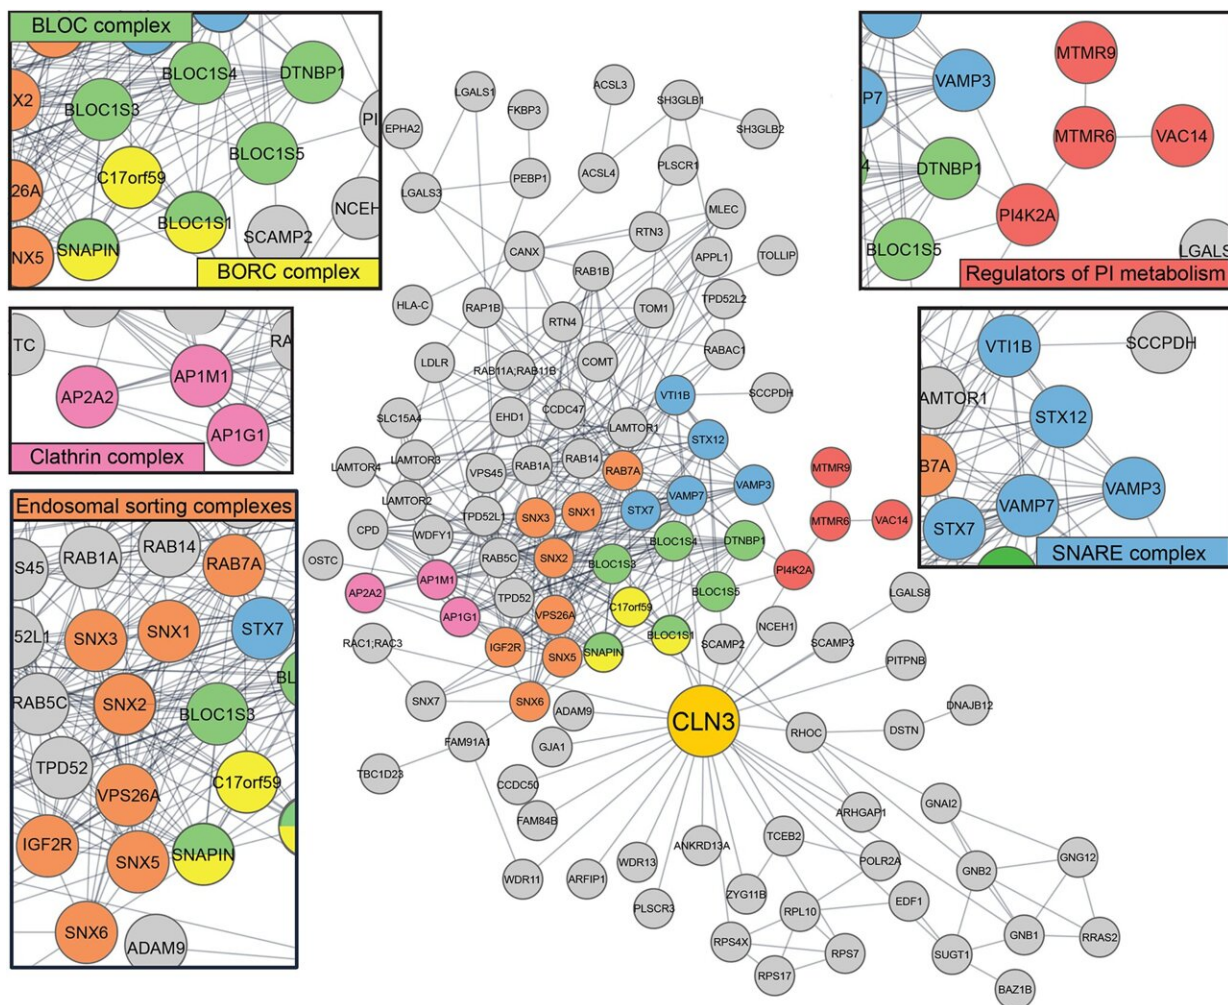 BLOC complex
BLOC1S4
DTNBP1
X2
BLOC1S3
PI
BLOC1S5
C17orf59
26A
BLOC1S1
NCEH
SNAPIN
SCAMP2
NX5
BORC complex
VAMP3
MTMR9
P7
MTMR6
VAC14
4
DTNBP1
PI4K2A
BLOC1S5
LGALS
Regulators of PI metabolism
TC
RA
AP1M1
AP2A2
AP1G1
Clathrin complex
VTI1B
SCCPDH
AMTOR1
STX12
B7A
VAMP3
VAMP7
STX7
SNARE complex
Endosomal sorting complexes
RAB14
RAB1A
S45
RAB7A
SNX3
SNX1
STX7
52L1
RAB5C
SNX2
BLOC1S3
BL
TPD52
C17orf59
VPS26A
IGF2R
SNX5
SNAPIN
SNX6
ADAM9
LGALS1
ACSL3
FKBP3
SH3GLB1
EPHA2
SH3GLB2
PLSCR1
PEBP1
ACSL4
LGALS3
MLEC
RTN3
CANX
APPL1
TOLLIP
RAB1B
HLA-C
RAP1B
TPD52L2
RTN4
TOM1
RABAC1
LDLR
COMT
RAB11A;RAB11B
VTI1B
SCCPDH
SLC15A4
EHD1
CCDC47
LAMTOR1
STX12
LAMTOR4
LAMTOR3
VPS45
RAB1A
RAB14
RAB7A
MTMR9
VAMP3
LAMTOR2
VAMP7
TPD52L1
SNX3
SNX1
STX7
MTMR6
VAC14
CPD
WDFY1
BLOC1S4
DTNBP1
OSTC
RAB5C
SNX2
BLOC1S3
PI4K2A
AP1M1
AP2A2
TPD52
BLOC1S5
LGALS8
AP1G1
VPS26A
C17orf59
NCEH1
RAC1;RAC3
IGF2R
SNX5
SNAPIN
BLOC1S1
SCAMP2
SCAMP3
PITPNB
SNX7
SNX6
ADAM9
CLN3
DNAJB12
RHOC
DSTN
FAM91A1
GJA1
TBC1D23
CCDC50
GNAI2
FAM84B
ARHGAP1
TCEB2
ANKRD13A
POLR2A
GNG12
WDR13
GNB2
WDR11
ARFIP1
ZYG11B
EDF1
PLSCR3
RPL10
GNB1
RRAS2
RPS4X
RPS7
SUGT1
RPS17
BAZ1B